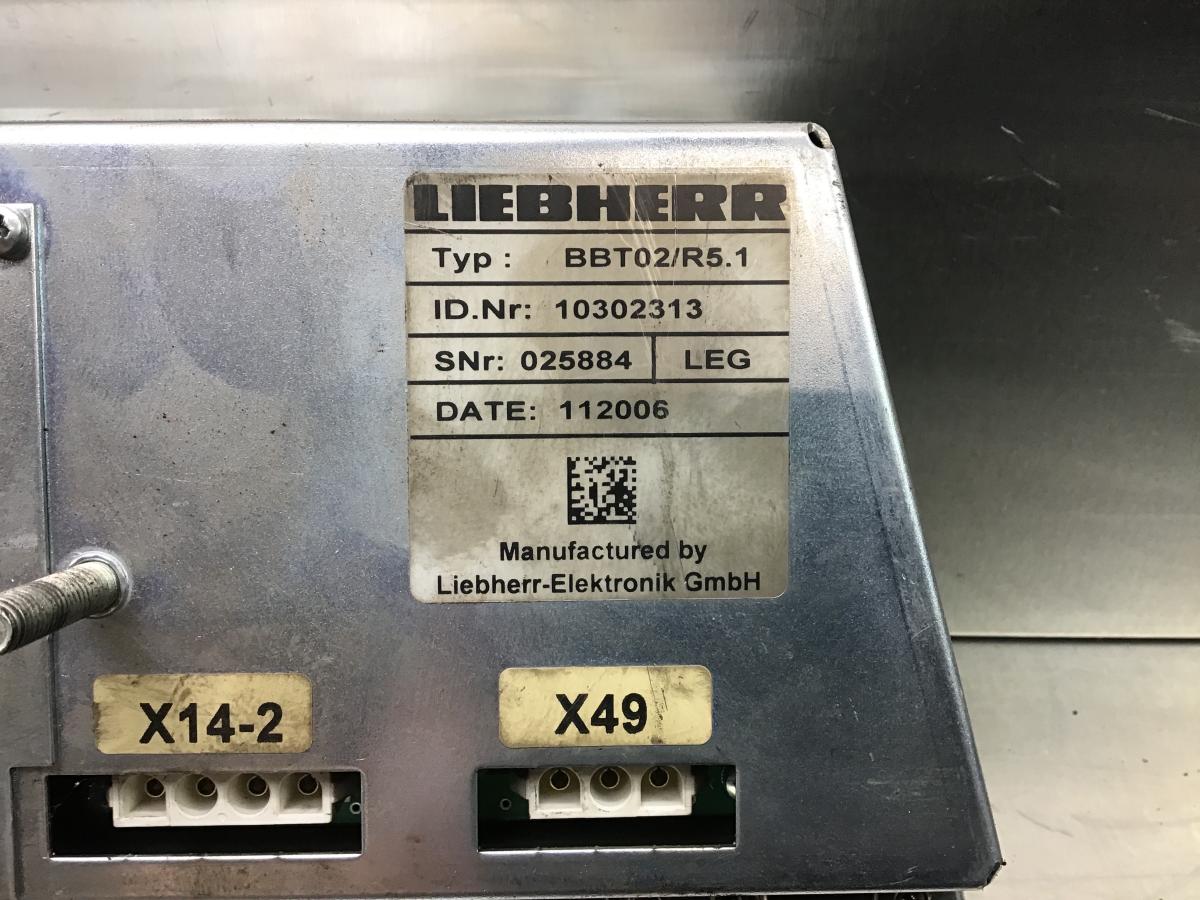 LIEBHERR
Typ : BBT02/R5.1
ID.Nr: 10302313
SNr: 025884 LEG
DATE: 112006
Manufactured by
Liebherr-Elektronik GmbH
X14-2 X49